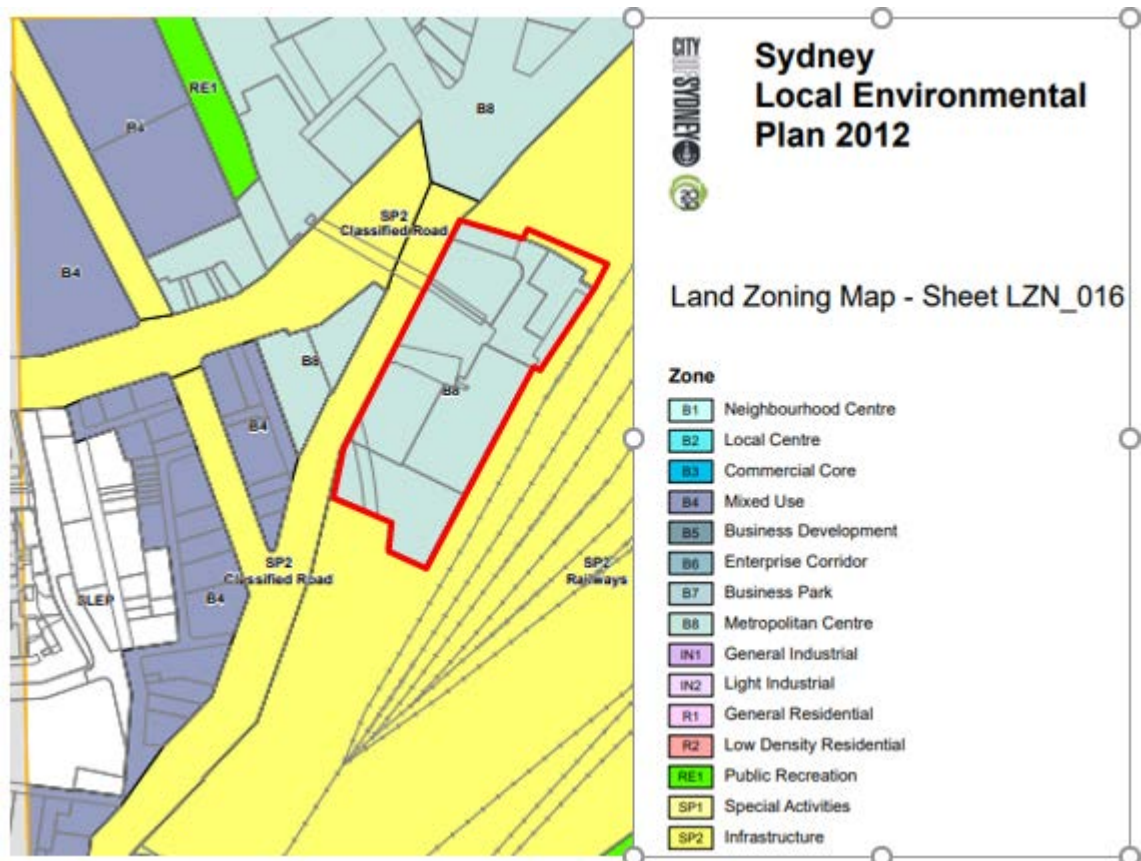 RE1
B4
B8
SP2
Classified Road
B4
B8
B8
B4
SP2
Classified Road
SP2
Railways
SLEP
B4
CITY OF SYDNEY
Sydney
Local Environmental
Plan 2012
Land Zoning Map - Sheet LZN_016
Zone
B1 Neighbourhood Centre
B2 Local Centre
B3 Commercial Core
B4 Mixed Use
B5 Business Development
B6 Enterprise Corridor
B7 Business Park
B8 Metropolitan Centre
IN1 General Industrial
IN2 Light Industrial
R1 General Residential
R2 Low Density Residential
RE1 Public Recreation
SP1 Special Activities
SP2 Infrastructure